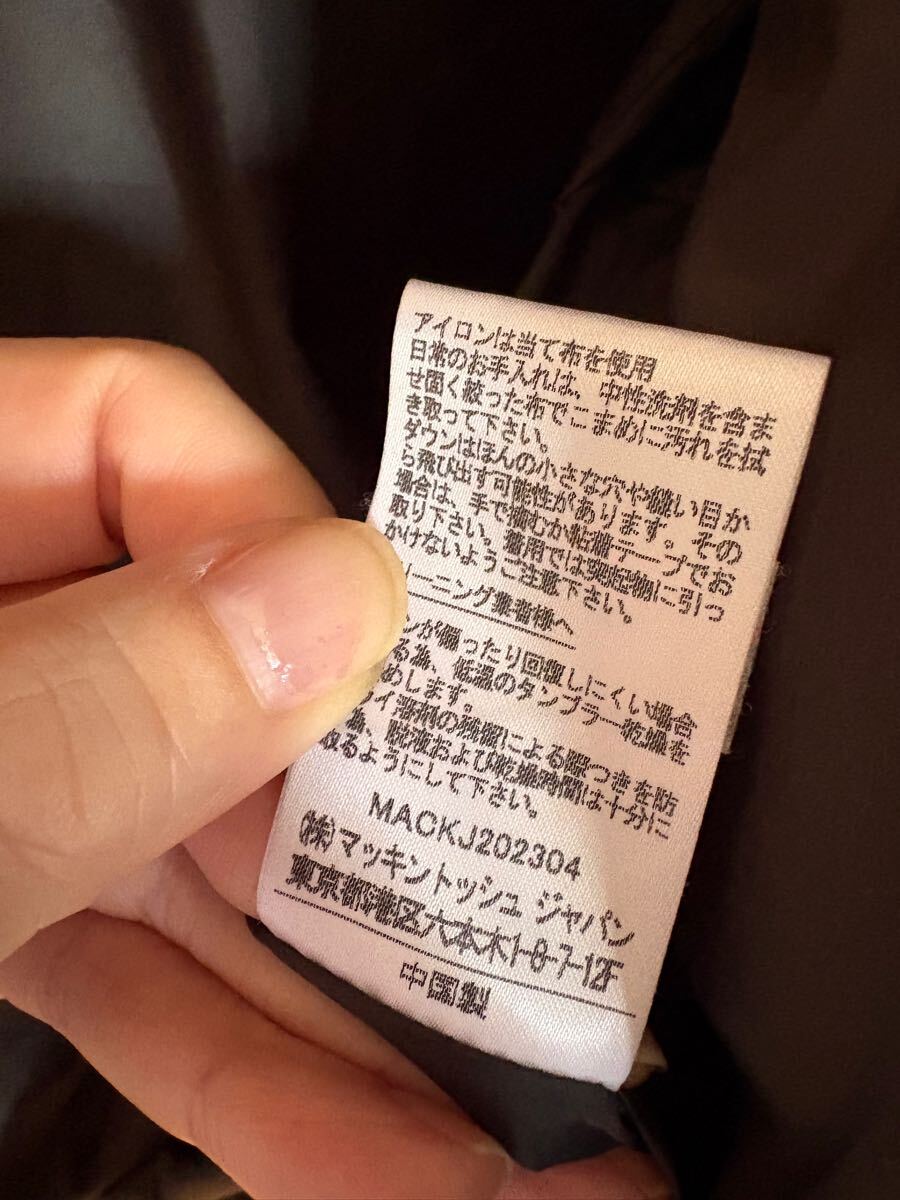 アイロンは当て布を使用
日常のお手入れは、中性洗剤を含ま
せ固く絞った布でこまめに汚れを拭
き取って下さい。
ダウンはほんの小さな穴や縫い目か
ら飛び出す可能性があります。その
場合は、手で摘むか粘着テープでお
取り下さい。着用では突起物に引っ
かけないようご注意下さい。
リーニング業者様へ
ンが偏ったり回復しにくい場合
る為、低温のタンブラー乾燥を
めします。
ライ溶剤の残留による際つきを防
為、脱液および乾燥時間は十分に
取るようにして下さい。
MACKJ202304
(株)マッキントッシュ ジャパン
東京都港区六本木1-8-7-12F
中国製